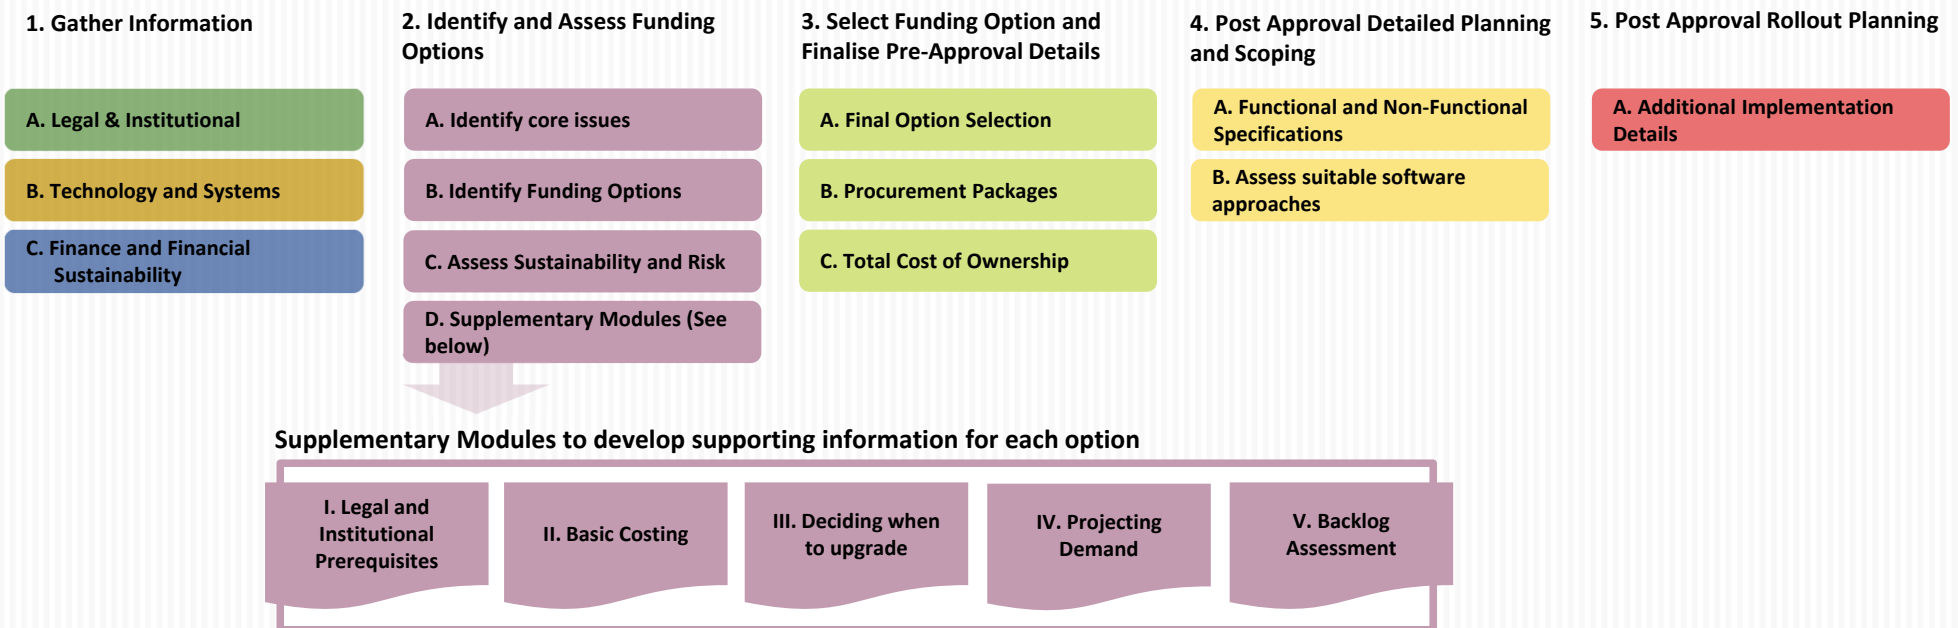 1. Gather Information
A. Legal & Institutional
B. Technology and Systems
C. Finance and Financial
Sustainability
2. Identify and Assess Funding
Options
A. Identify core issues
B. Identify Funding Options
C. Assess Sustainability and Risk
D. Supplementary Modules (See
below)
3. Select Funding Option and
Finalise Pre-Approval Details
A. Final Option Selection
B. Procurement Packages
C. Total Cost of Ownership
4. Post Approval Detailed Planning
and Scoping
A. Functional and Non-Functional
Specifications
B. Assess suitable software
approaches
5. Post Approval Rollout Planning
A. Additional Implementation
Details
Supplementary Modules to develop supporting information for each option
I. Legal and
Institutional
Prerequisites
II. Basic Costing
III. Deciding when
to upgrade
IV. Projecting
Demand
V. Backlog
Assessment